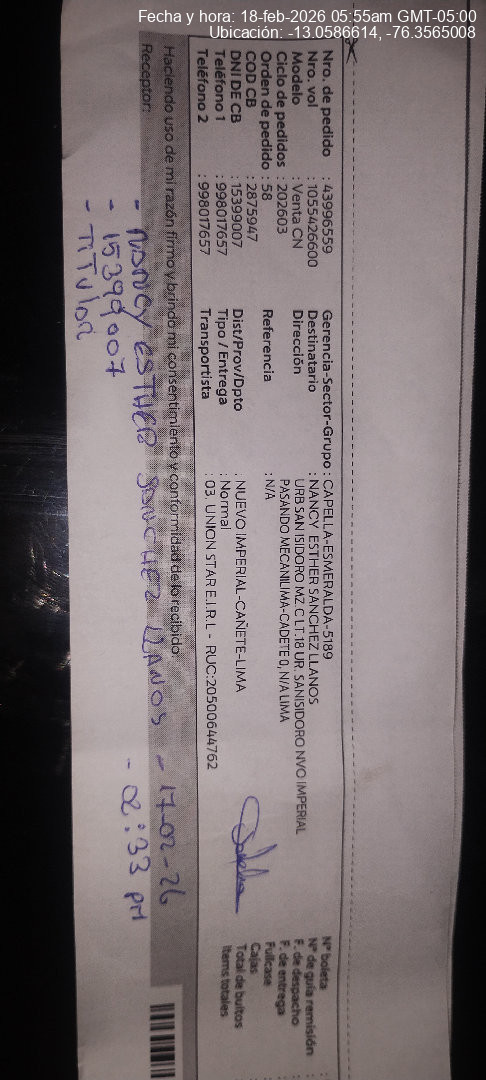 Fecha y hora: 18-feb-2026 05:55am GMT-05:00
Ubicación: -13.0586614, -76.3565008
Nro. de pedido : 43996559
Nro. vol : 1055426600
Modelo : Venta CN
Ciclo de pedidos : 202603
Orden de pedido : 58
COD CB : 2875947
DNI DE CB : 15399007
Teléfono 1 : 998017657
Teléfono 2 : 998017657
Gerencia-Sector-Grupo : CAPELLA-ESMERALDA-5189
Destinatario : NANCY ESTHER SANCHEZ LLANOS
Dirección : URB SAN ISIDORO MZ.C LT.18 UR. SANISIDORO NVO IMPERIAL
PASANDO MECANILIMA-CADETE 0, N/A LIMA
Referencia : N/A
Dist/Prov/Dpto : NUEVO IMPERIAL-CAÑETE-LIMA
Tipo / Entrega : Normal
Transportista : 03. UNION STAR E.I.R.L - RUC:20500644762
N° boleta :
N° de guía remisión :
F. de despacho :
F. de entrega :
Fullcase :
Cajas :
Total de bultos :
Items totales :
Haciendo uso de mi razón firmo y brindo mi consentimiento y conformidad de lo recibido:
Receptor:
- NANCY ESTHER SANCHEZ LLANOS - 17-02-26
- 15399007 - 02:33 PM
- TiTular